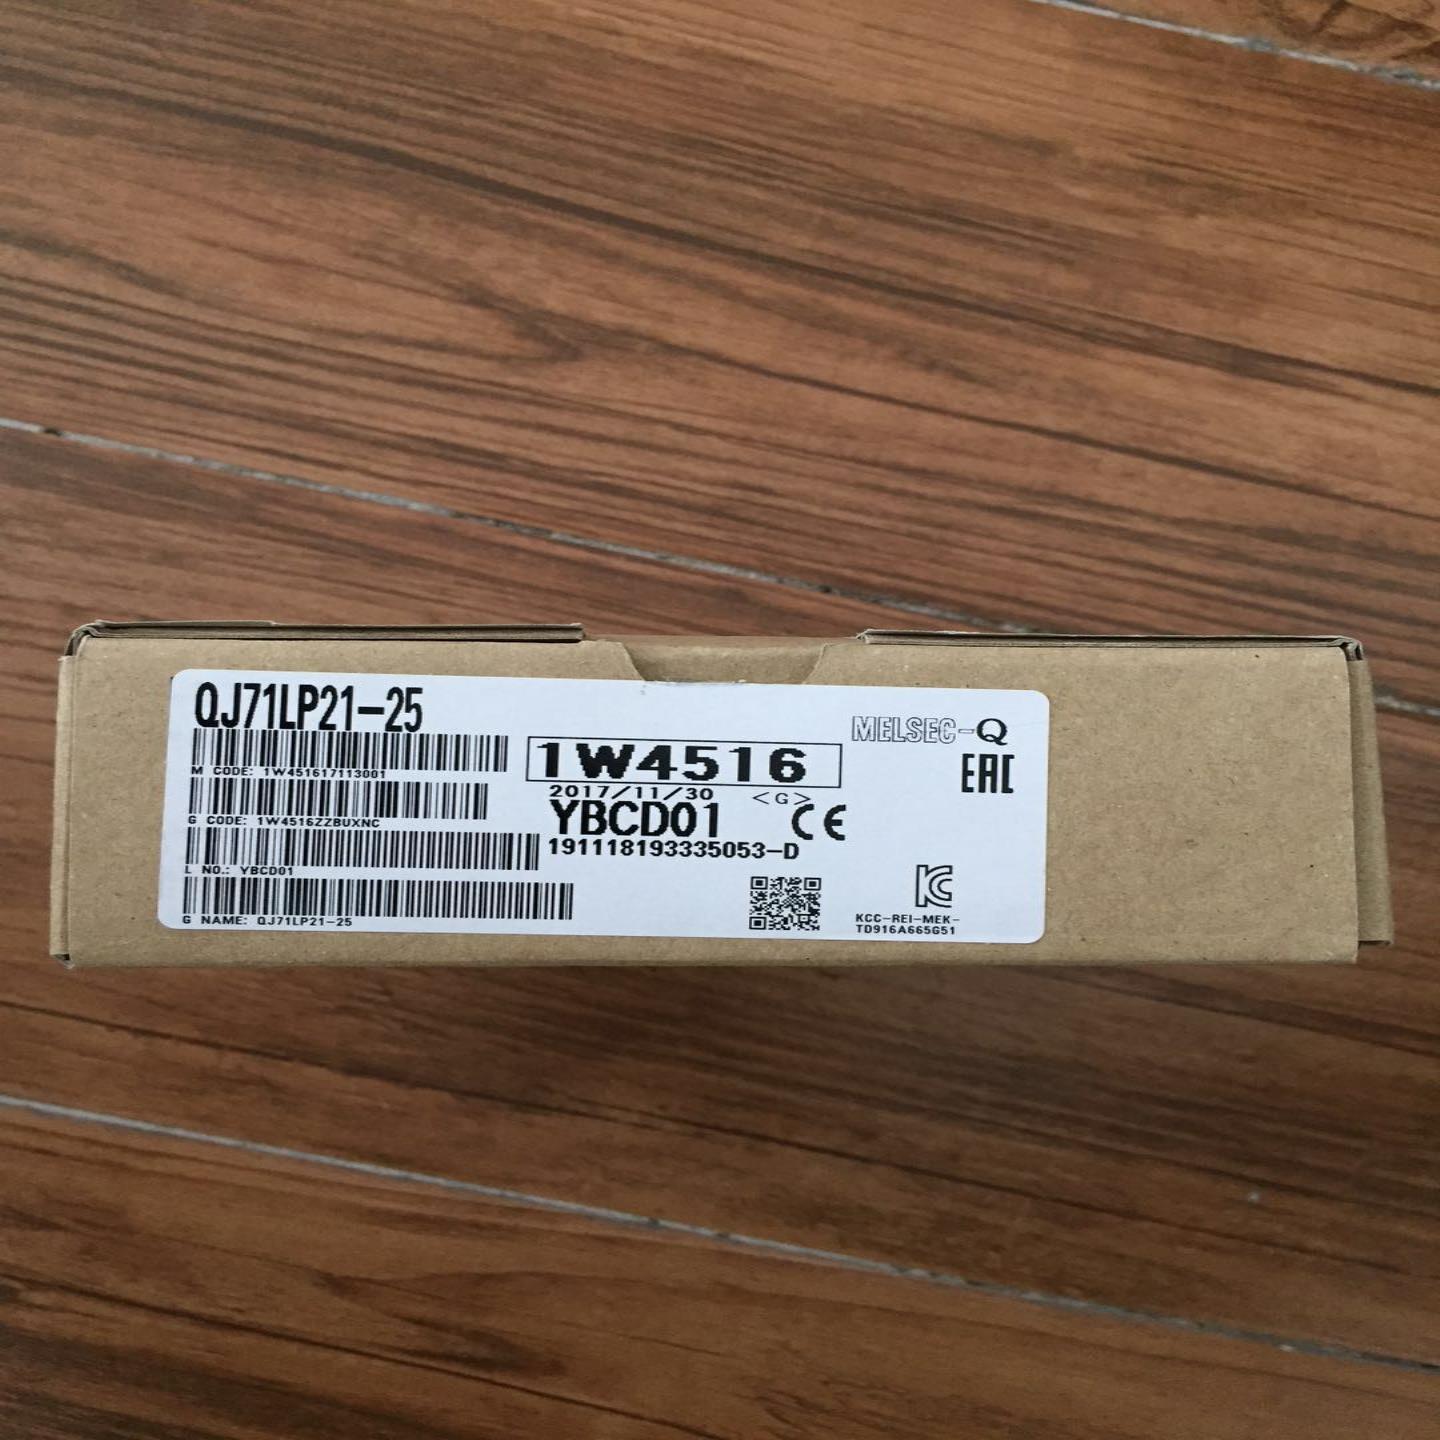 QJ71LP21-25
M CODE: 1W451617113001
G CODE: 1W4516ZZBUXNC
L NO.: YBCD01
G NAME: QJ71LP21-25
1W4516
2017/11/30 <G>
YBCD01 CE
191118193335053-D
MELSEC-Q
EAC
KC
KCC-REI-MEK-
TD916A665G51